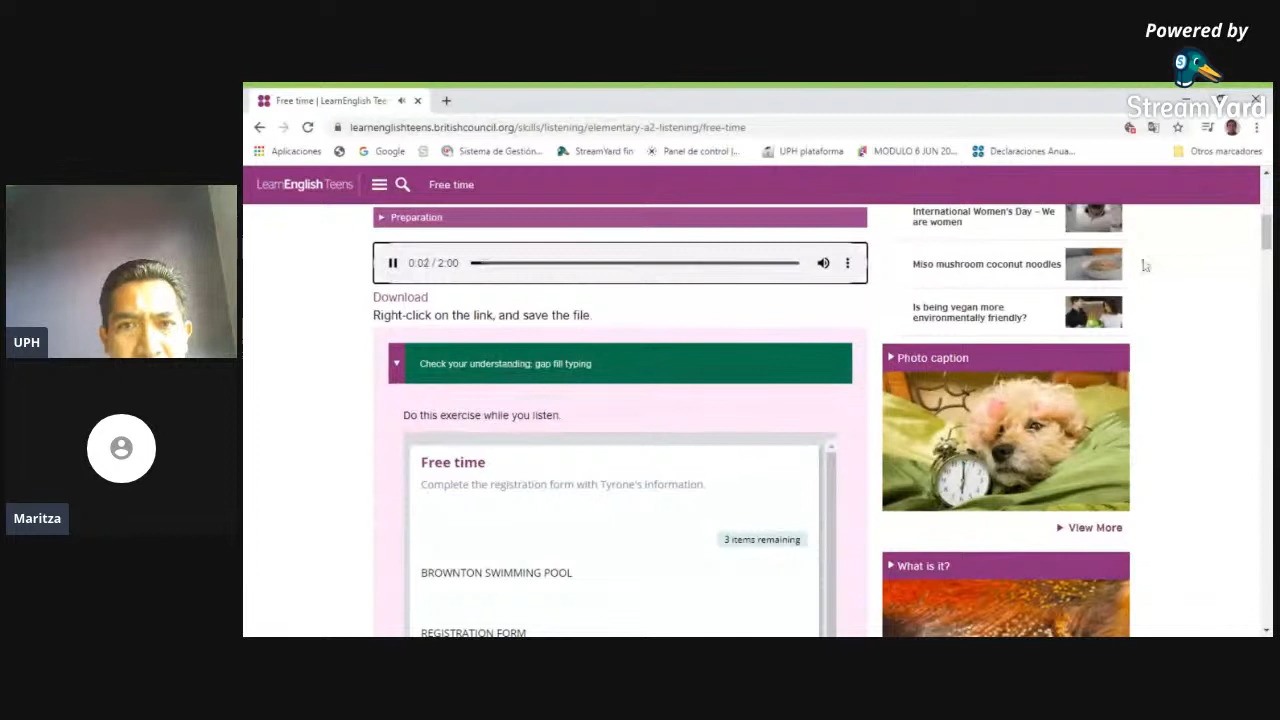 Powered by
StreamYard
Free time | LearnEnglish Tee
learnenglishteens.britishcouncil.org/skills/listening/elementary-a2-listening/free-time
Aplicaciones
Google
Sistema de Gestión...
StreamYard fin
Panel de control |...
UPH plataforma
MODULO 6 JUN 20...
Declaraciones Anua...
Otros marcadores
LearnEnglish Teens
Free time
Preparation
0:02 / 2:00
Download
Right-click on the link, and save the file.
Check your understanding: gap fill typing
Do this exercise while you listen.
Free time
Complete the registration form with Tyrone's information.
3 items remaining
BROWNTON SWIMMING POOL
REGISTRATION FORM
International Women's Day – We
are women
Miso mushroom coconut noodles
Is being vegan more
environmentally friendly?
Photo caption
View More
What is it?
UPH
Maritza